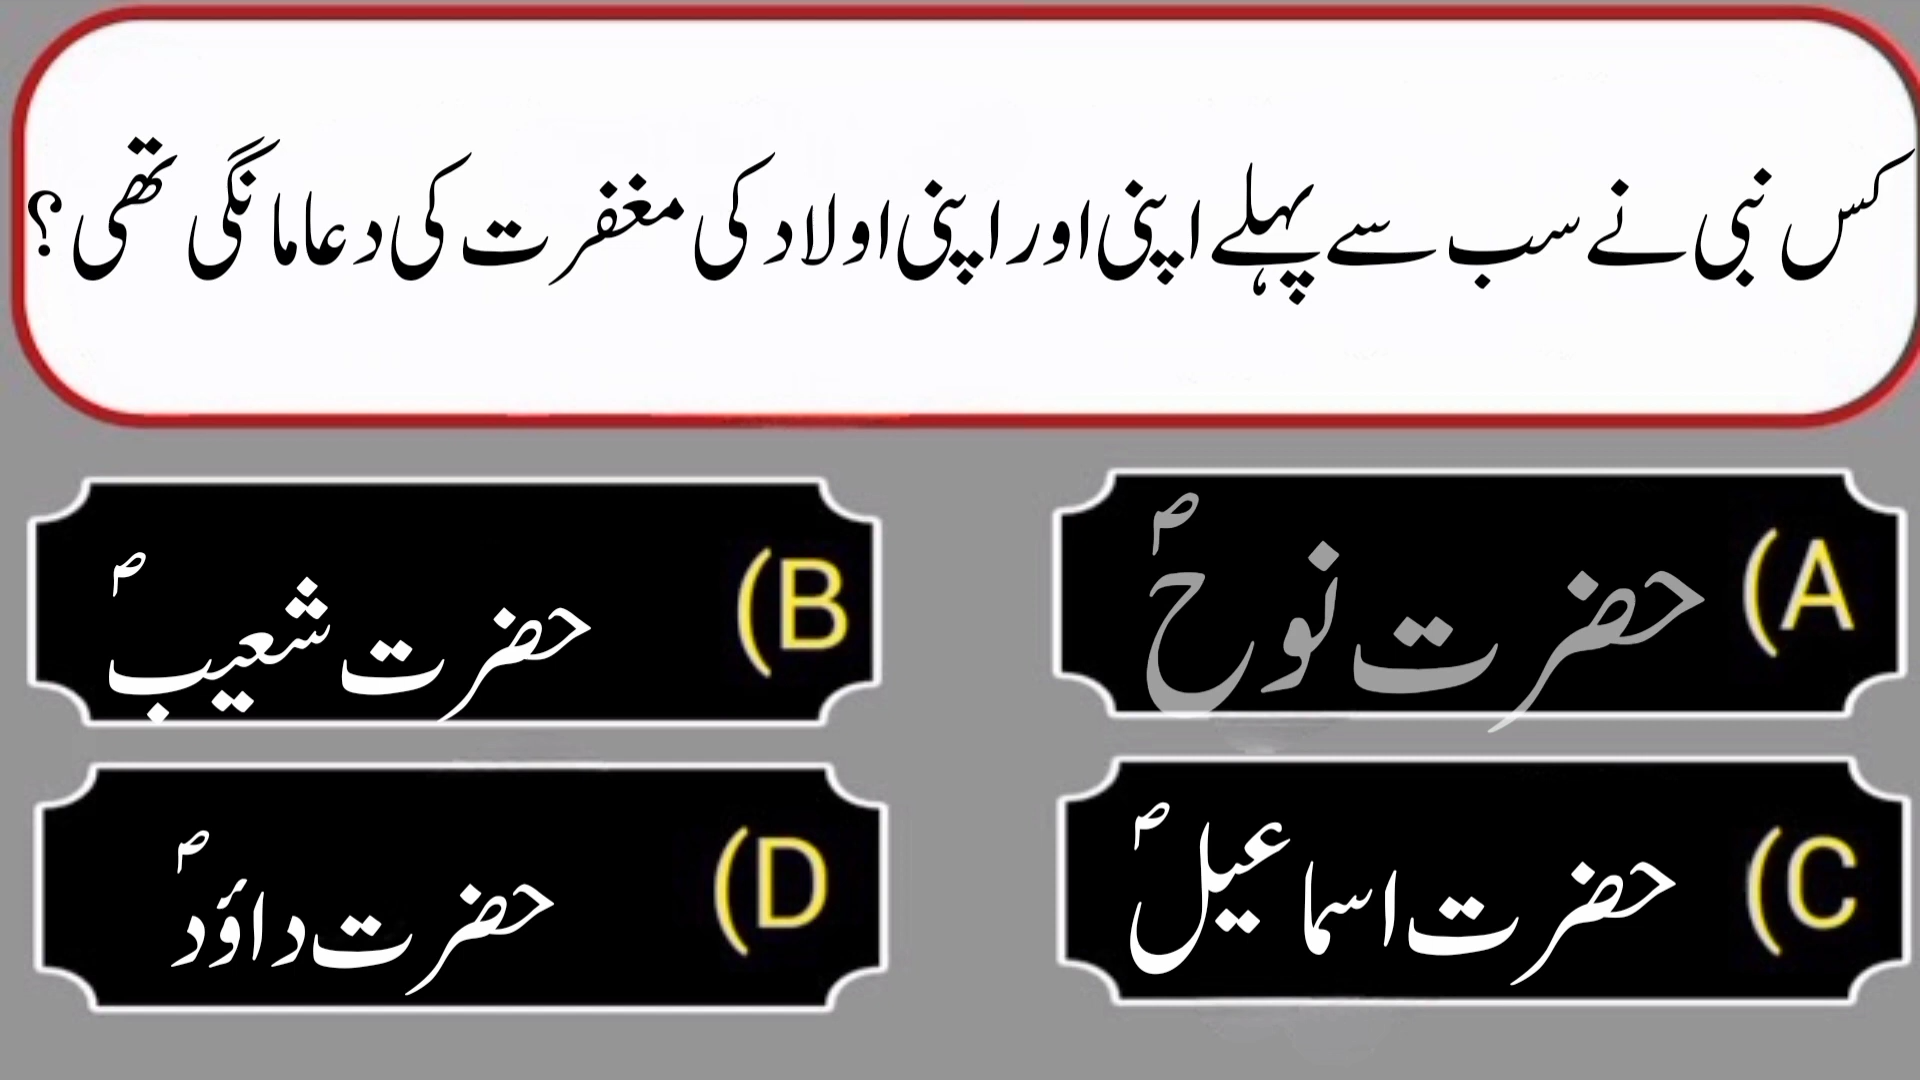 کس نبی نے سب سے پہلے اپنی اور اپنی اولاد کی مغفرت کی دعا مانگی تھی؟
A) حضرت نوحؑ
B) حضرت شعیبؑ
C) حضرت اسماعیلؑ
D) حضرت داؤدؑ